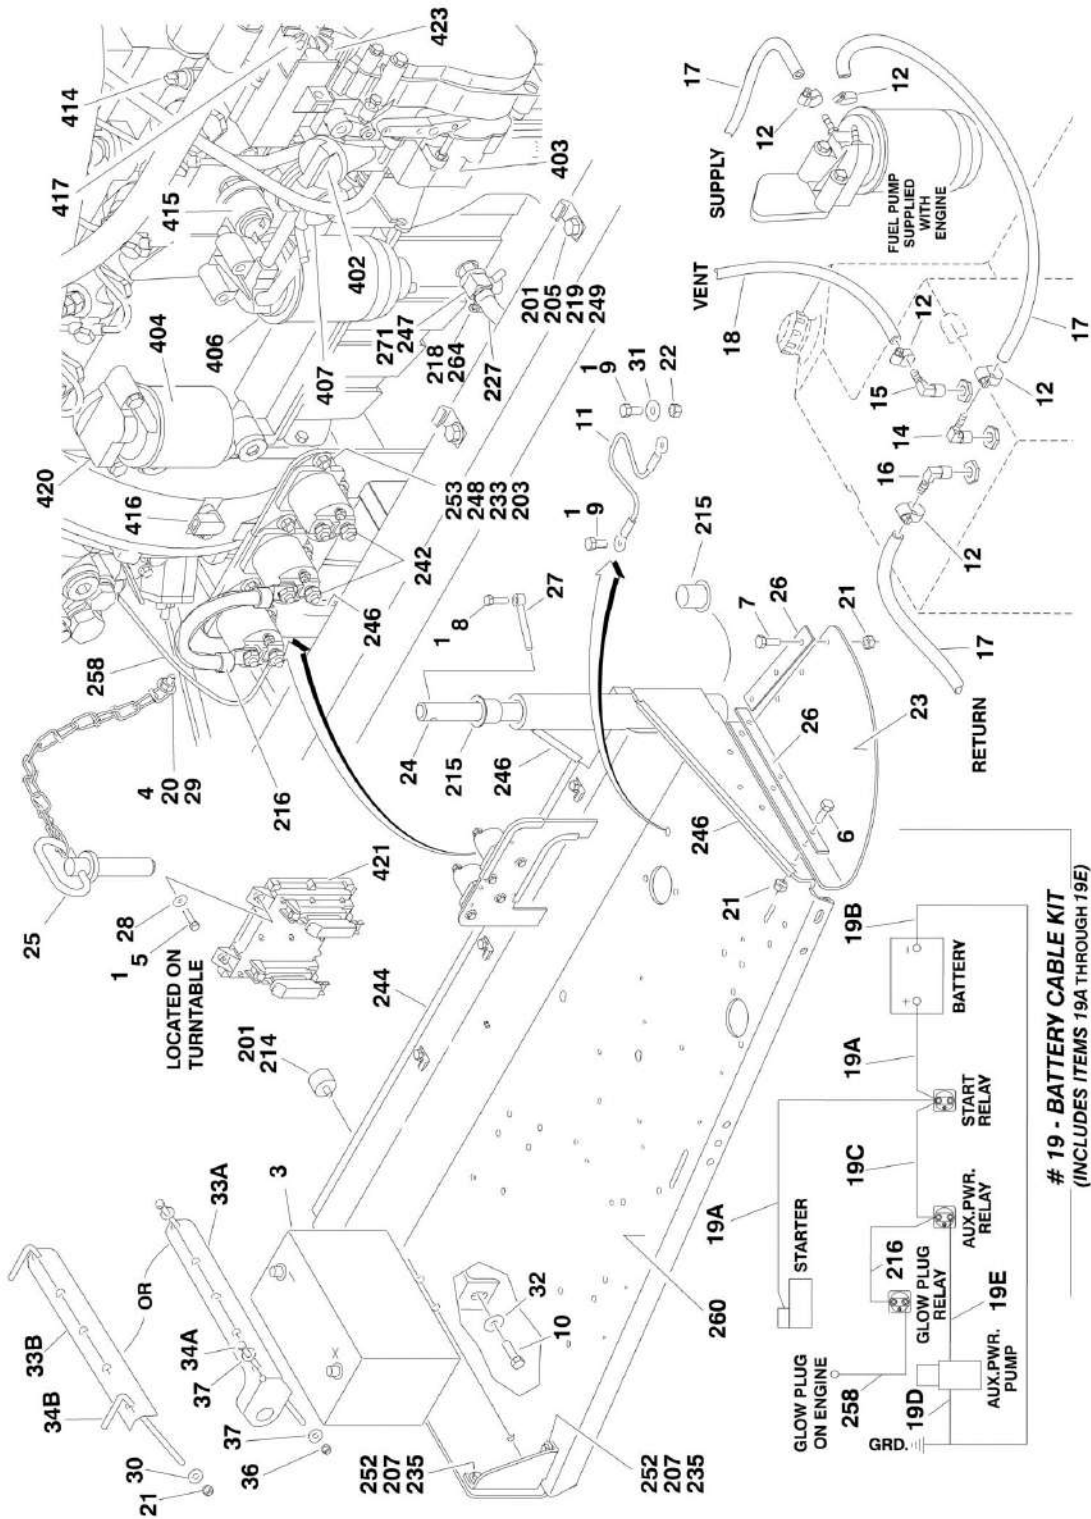 34B
33B
OR
30
21
37
34A
33A
3
37
36
201
214
LOCATED ON
TURNTABLE
1
5
28
25
4
20
29
258
416
420
404
406
415
417
414
423
421
216
244
246
242
253
248
233
203
407
402
271
247
218
264
227
403
201
205
219
249
252
207
235
32
10
252
207
235
260
24
215
246
1
8
27
1
9
11
1
9
31
22
215
246
7
26
21
26
6
21
23
SUPPLY
17
12
12
12
FUEL PUMP
SUPPLIED
WITH
ENGINE
VENT
18
12
15
14
12
16
12
17
17
RETURN
GLOW PLUG
ON ENGINE
258
GRD.
19D
AUX.PWR.
PUMP
19E
GLOW PLUG
RELAY
216
AUX.PWR.
RELAY
STARTER
19A
19C
START
RELAY
19A
BATTERY
+
-
19B
# 19 - BATTERY CABLE KIT
(INCLUDES ITEMS 19A THROUGH 19E)